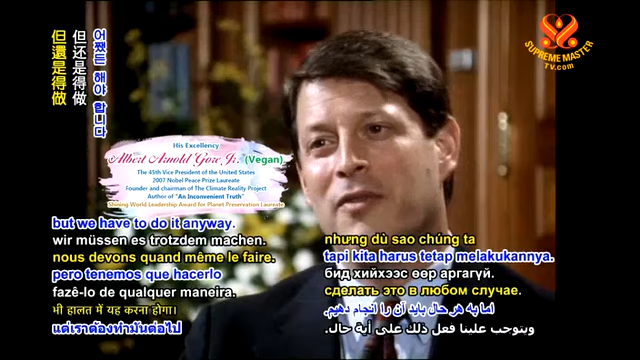 但還是得做
但还是得做
어쨌든 해야 합니다
SUPREME MASTER
TV.com
His Excellency
Albert Arnold Gore Jr. (Vegan)
The 45th Vice President of the United States
2007 Nobel Peace Prize Laureate
Founder and chairman of The Climate Reality Project
Author of "An Inconvenient Truth"
Shining World Leadership Award for Planet Preservation Laureate
but we have to do it anyway.
wir müssen es trotzdem machen.
nous devons quand même le faire.
pero tenemos que hacerlo
fazê-lo de qualquer maneira.
भी हालत में यह करना होगा।
แต่เราต้องทำมันต่อไป
nhưng dù sao chúng ta
tapi kita harus tetap melakukannya.
бид хийхээс өөр аргагүй.
сделать это в любом случае.
اما به هر حال باید آن را انجام دهیم.
ويتوجب علينا فعل ذلك على أية حال.